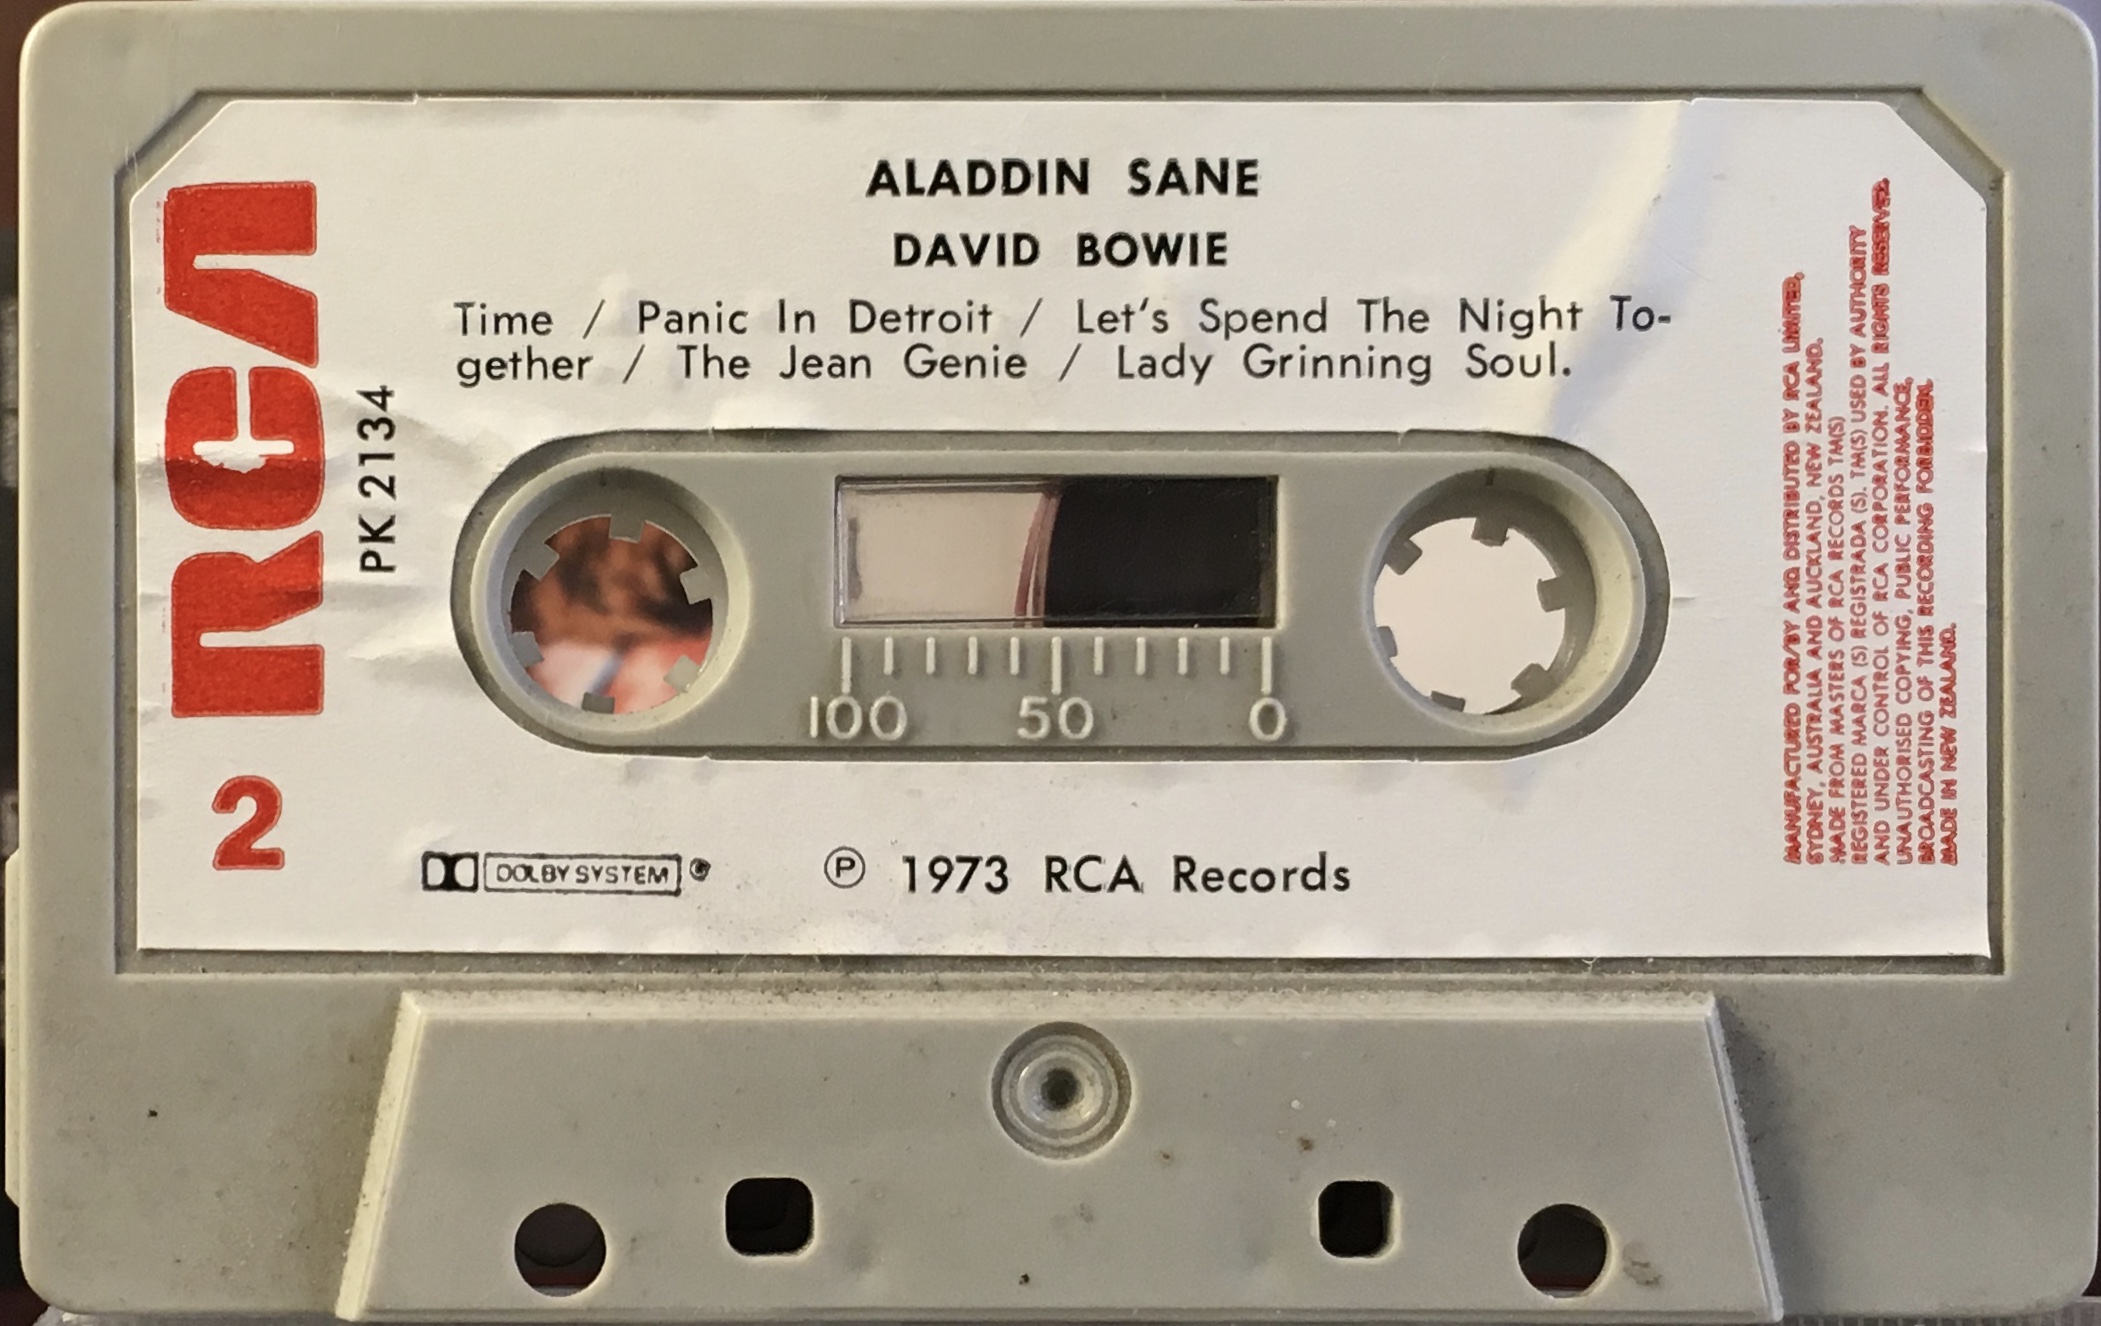 ALADDIN SANE
DAVID BOWIE
Time / Panic In Detroit / Let's Spend The Night To-
gether / The Jean Genie / Lady Grinning Soul.
RCA
PK 2134
2
100 50 0
DOLBY SYSTEM
Ⓟ 1973 RCA Records
MANUFACTURED FOR/BY AND DISTRIBUTED BY RCA LIMITED,
SYDNEY, AUSTRALIA AND AUCKLAND, NEW ZEALAND.
MADE FROM MASTERS OF RCA RECORDS TM(S)
REGISTERED MARCA (S) REGISTRADA (S). TM(S) USED BY AUTHORITY
AND UNDER CONTROL OF RCA CORPORATION. ALL RIGHTS RESERVED.
UNAUTHORISED COPYING, PUBLIC PERFORMANCE,
BROADCASTING OF THIS RECORDING FORBIDDEN.
MADE IN NEW ZEALAND.